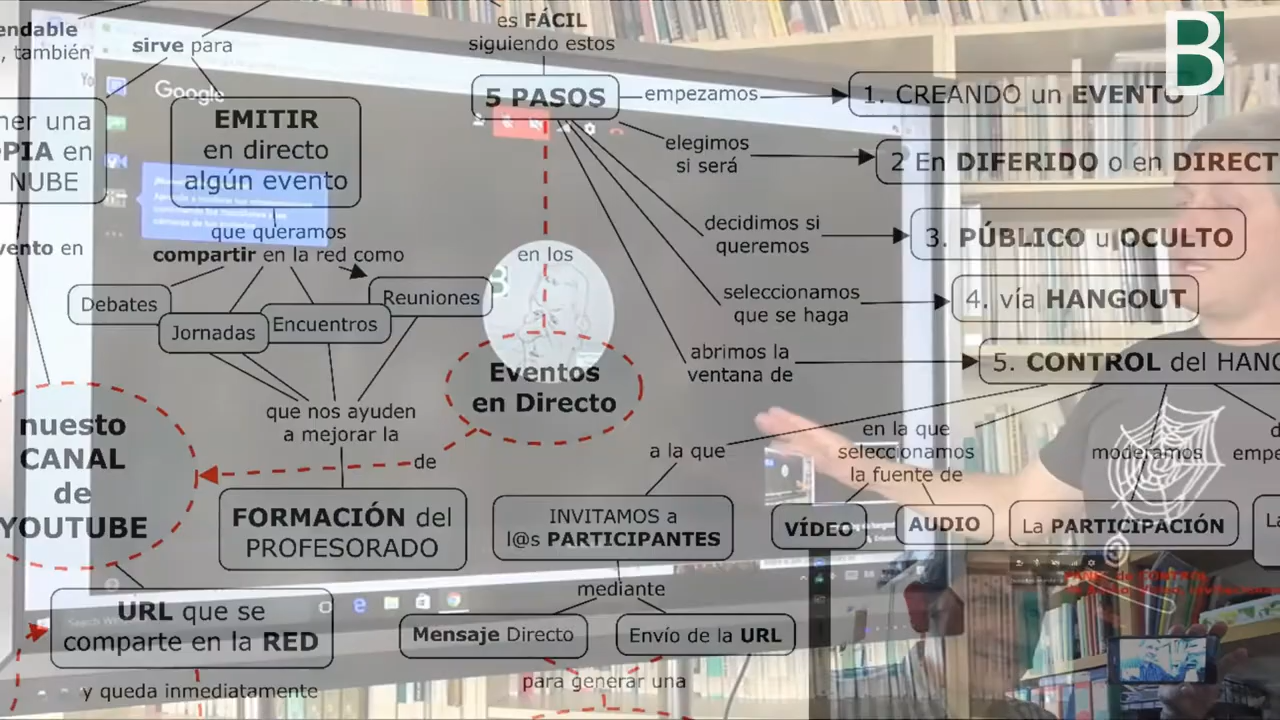 endable
, también
sirve para
es FÁCIL
siguiendo estos
B
Google
5 PASOS
empezamos
1. CREANDO un EVENTO
ner una
PIA en
NUBE
EMITIR
en directo
algún evento
elegimos
si será
2 En DIFERIDO o en DIRECT
que queramos
compartir en la red como
vento en
decidimos si
queremos
3. PÚBLICO u OCULTO
en los
Debates
Jornadas
Encuentros
Reuniones
seleccionamos
que se haga
4. vía HANGOUT
abrimos la
ventana de
5. CONTROL del HANG
Eventos
en Directo
nuesto
CANAL
de
YOUTUBE
que nos ayuden
a mejorar la
de
a la que
en la que
seleccionamos
la fuente de
moderamos
empe
FORMACIÓN del
PROFESORADO
INVITAMOS a
l@s PARTICIPANTES
VÍDEO
AUDIO
La PARTICIPACIÓN
mediante
URL que se
comparte en la RED
Mensaje Directo
Envío de la URL
y queda inmediatamente
para generar una